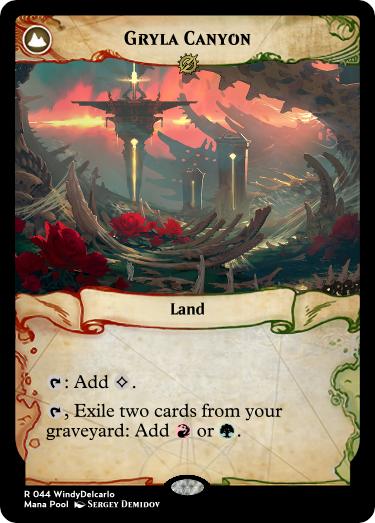 Gryla Canyon
Land
: Add .
, Exile two cards from your
graveyard: Add or .
R 044 WindyDelcarlo
Mana Pool Sergey Demidov